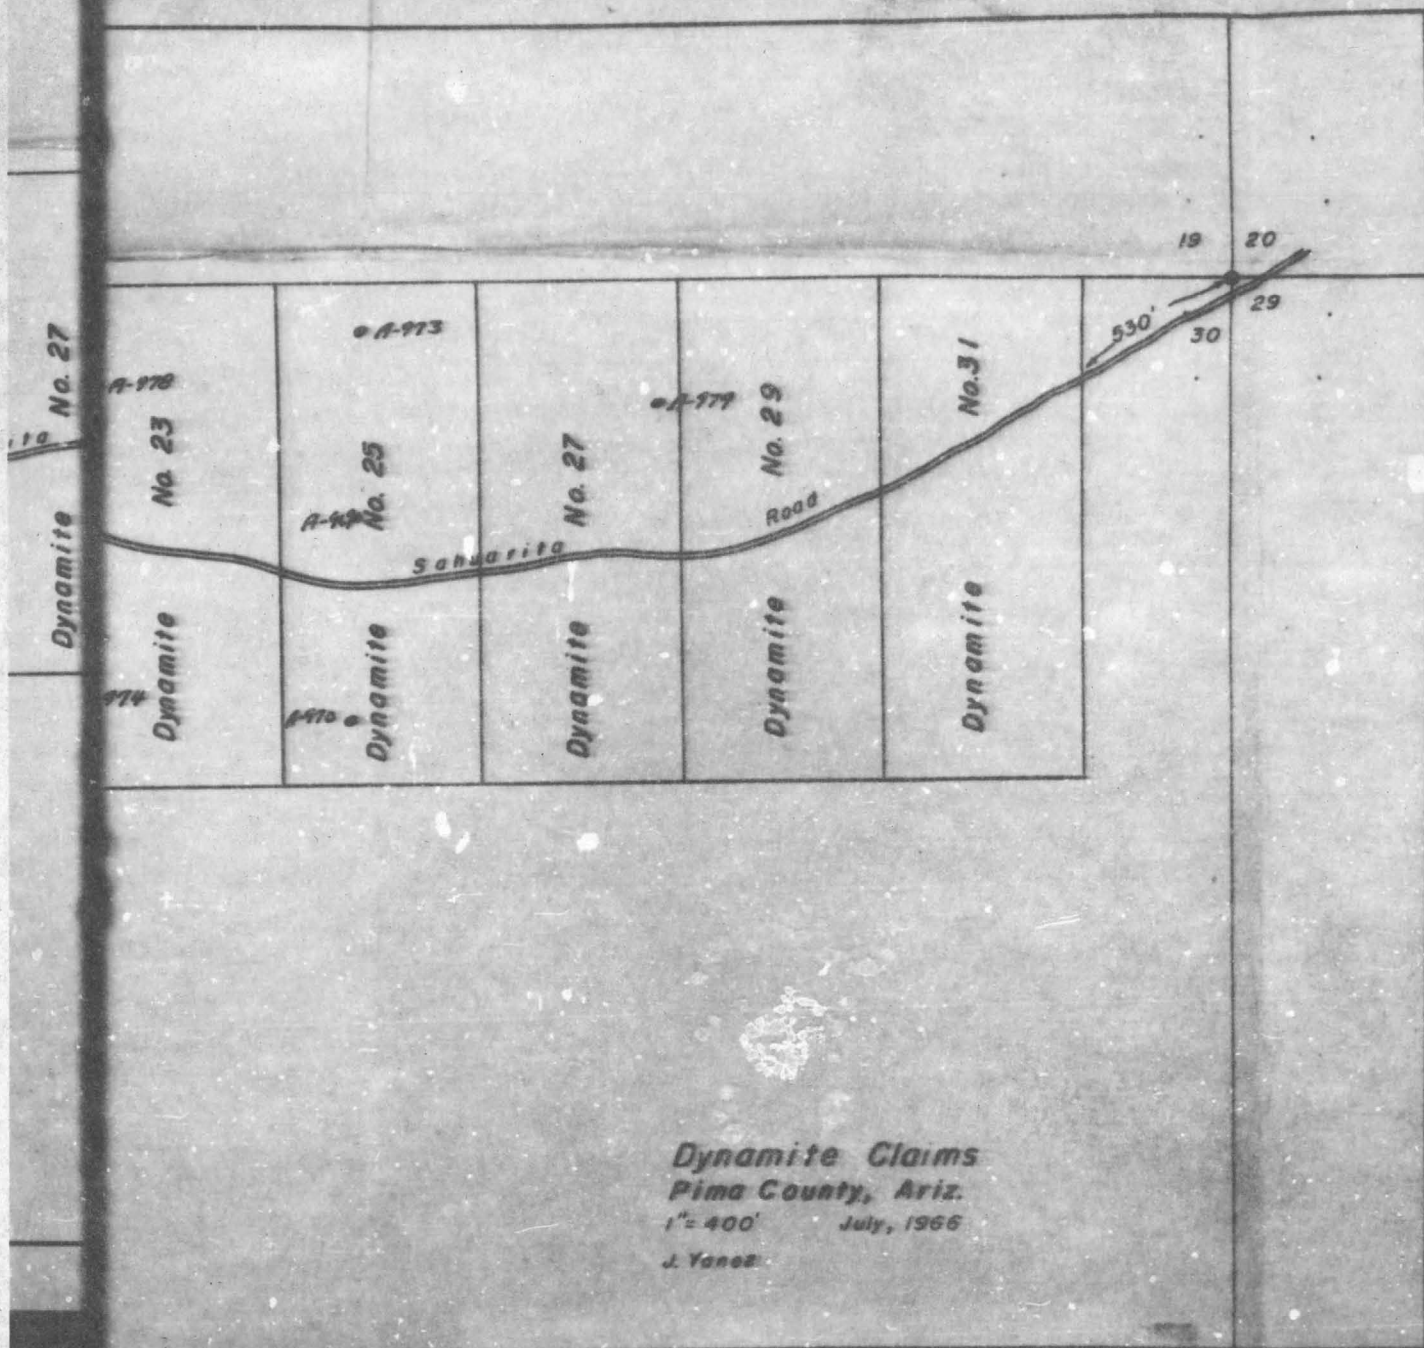 19 20
29
30
530'
A-973
A-978
A-979
No. 27
No. 23
No. 25
No. 27
No. 29
No. 31
ita
Sahuarita Road
Dynamite
Dynamite
Dynamite
Dynamite
Dynamite
Dynamite
974
A-970
Dynamite Claims
Pima County, Ariz.
1"= 400' July, 1966
J. Yanez